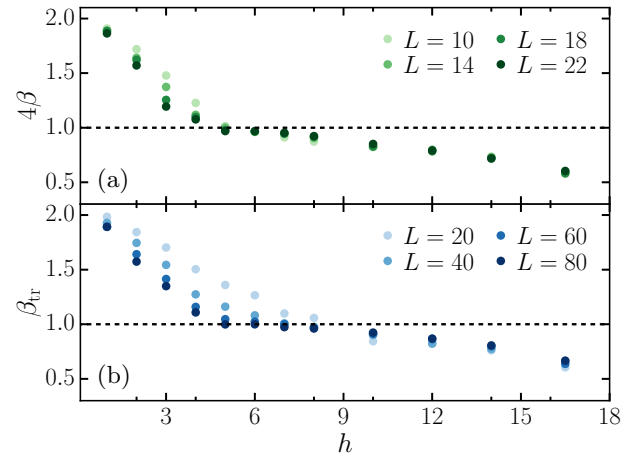 2.0
1.5
1.0
0.5
4β
L = 10
L = 18
L = 14
L = 22
(a)
2.0
1.5
1.0
0.5
β_tr
L = 20
L = 60
L = 40
L = 80
(b)
3 6 9 12 15 18
h